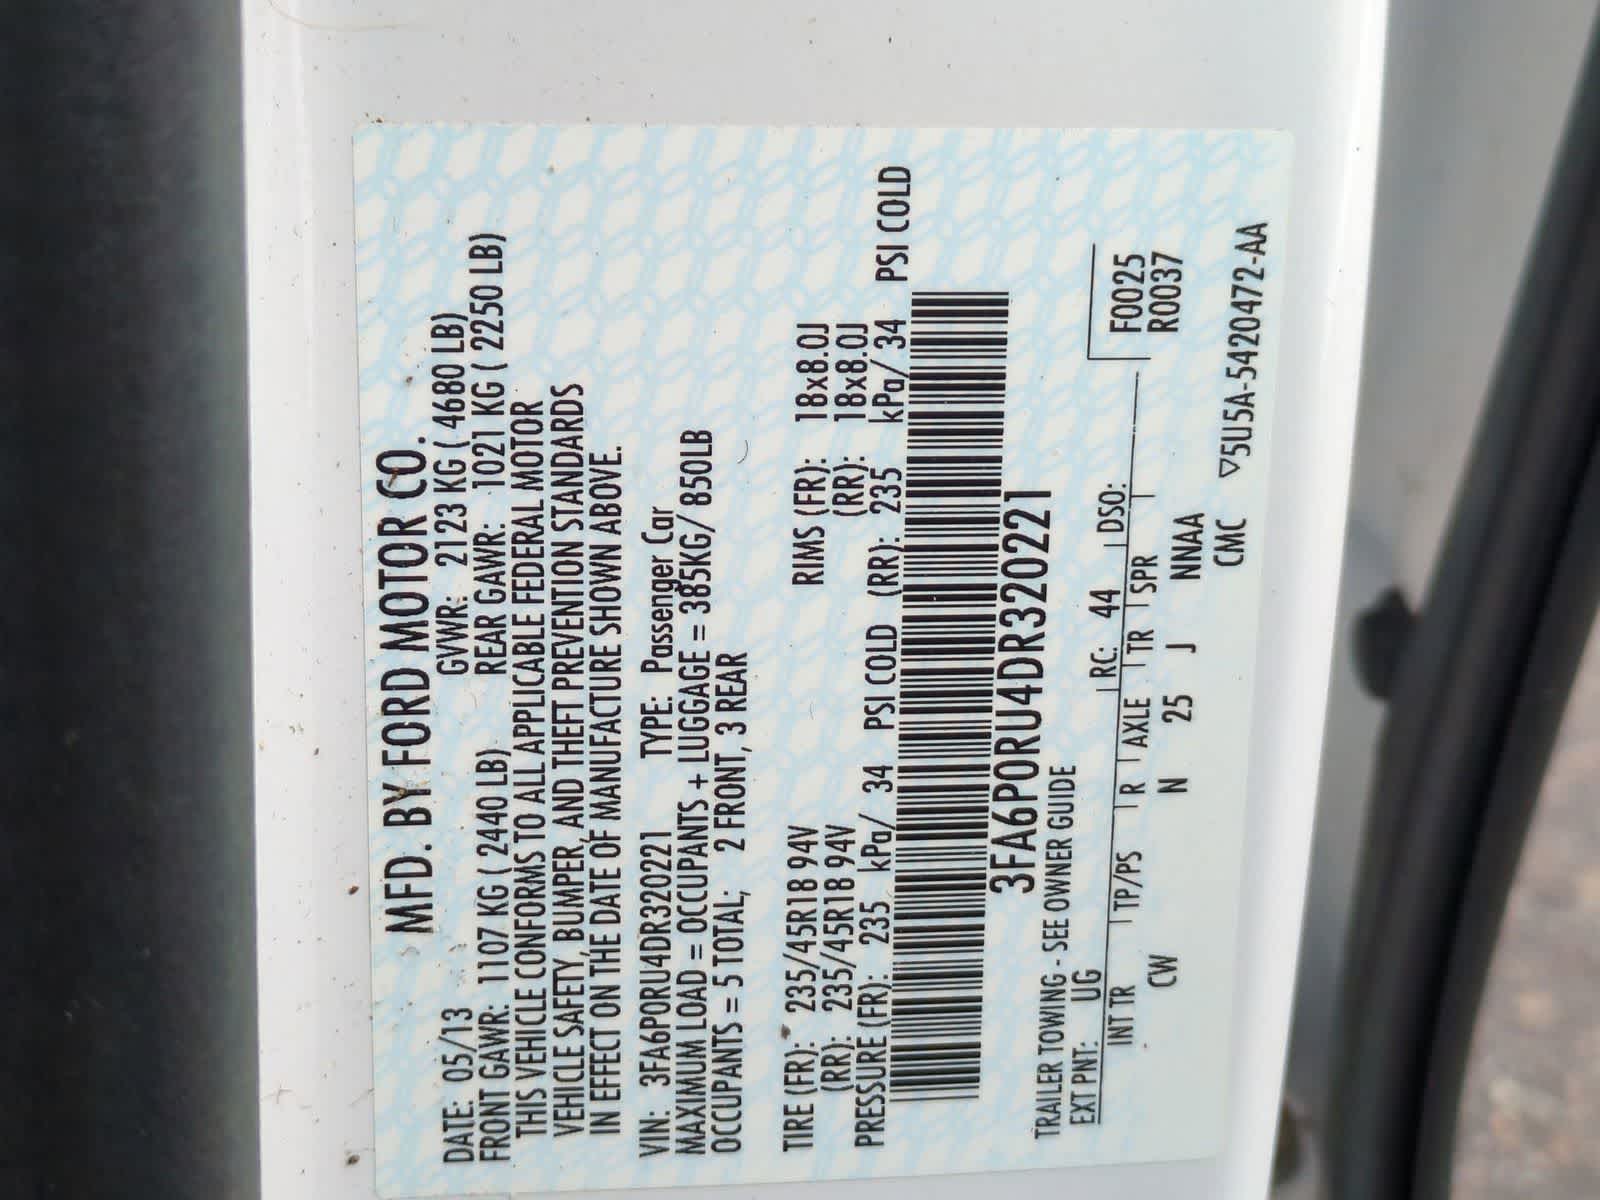 MFD. BY FORD MOTOR CO.
DATE: 05/13 GVWR: 2123 KG ( 4680 LB)
FRONT GAWR: 1107 KG ( 2440 LB) REAR GAWR: 1021 KG ( 2250 LB)
THIS VEHICLE CONFORMS TO ALL APPLICABLE FEDERAL MOTOR
VEHICLE SAFETY, BUMPER, AND THEFT PREVENTION STANDARDS
IN EFFECT ON THE DATE OF MANUFACTURE SHOWN ABOVE.
VIN: 3FA6P0RU4DR320221 TYPE: Passenger Car
MAXIMUM LOAD = OCCUPANTS + LUGGAGE = 385KG/ 850LB
OCCUPANTS = 5 TOTAL; 2 FRONT, 3 REAR
TIRE (FR): 235/45R18 94V RIMS (FR): 18x8.0J
(RR): 235/45R18 94V (RR): 18x8.0J
PRESSURE (FR): 235 kPa/ 34 PSI COLD (RR): 235 kPa/ 34 PSI COLD
3FA6P0RU4DR320221
TRAILER TOWING - SEE OWNER GUIDE
EXT PNT: UG RC: 44 DSO: F0025
INT TR TP/PS R AXLE TR SPR R0037
CW N 25 J NNAA
CMC ▽5U5A-5420472-AA